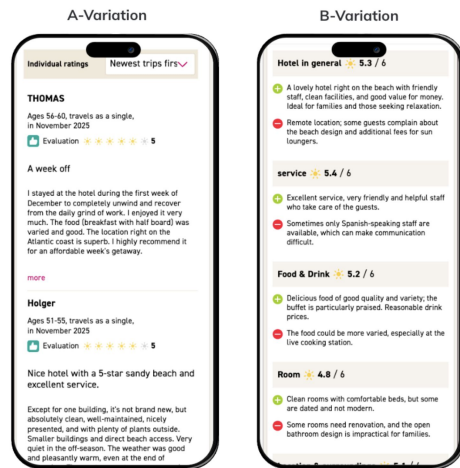 A-Variation
Individual ratings
Newest trips firs
THOMAS
Ages 56-60, travels as a single,
in November 2025
Evaluation 5
A week off
I stayed at the hotel during the first week of
December to completely unwind and recover
from the daily grind of work. I enjoyed it very
much. The food (breakfast with half board) was
varied and good. The location right on the
Atlantic coast is superb. I highly recommend it
for an affordable week's getaway.
more
Holger
Ages 51-55, travels as a single,
in November 2025
Evaluation 5
Nice hotel with a 5-star sandy beach and
excellent service.
Except for one building, it's not brand new, but
absolutely clean, well-maintained, nicely
presented, and with plenty of plants outside.
Smaller buildings and direct beach access. Very
quiet in the off-season. The weather was good
and pleasantly warm, even at the end of
B-Variation
Hotel in general 5.3 / 6
A lovely hotel right on the beach with friendly
staff, clean facilities, and good value for money.
Ideal for families and those seeking relaxation.
Remote location; some guests complain about
the beach design and additional fees for sun
loungers.
service 5.4 / 6
Excellent service, very friendly and helpful staff
who take care of the guests.
Sometimes only Spanish-speaking staff are
available, which can make communication
difficult.
Food & Drink 5.2 / 6
Delicious food of good quality and variety; the
buffet is particularly praised. Reasonable drink
prices.
The food could be more varied, especially at the
live cooking station.
Room 4.8 / 6
Clean rooms with comfortable beds, but some
are dated and not modern.
Some rooms need renovation, and the open
bathroom design is impractical for families.